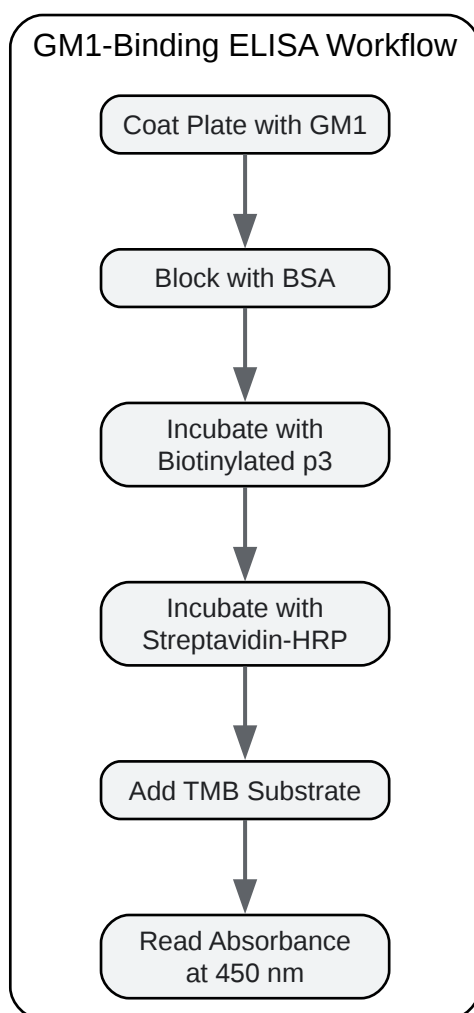 GM1-Binding ELISA Workflow
Coat Plate with GM1
Block with BSA
Incubate with
Biotinylated p3
Incubate with
Streptavidin-HRP
Add TMB Substrate
Read Absorbance
at 450 nm